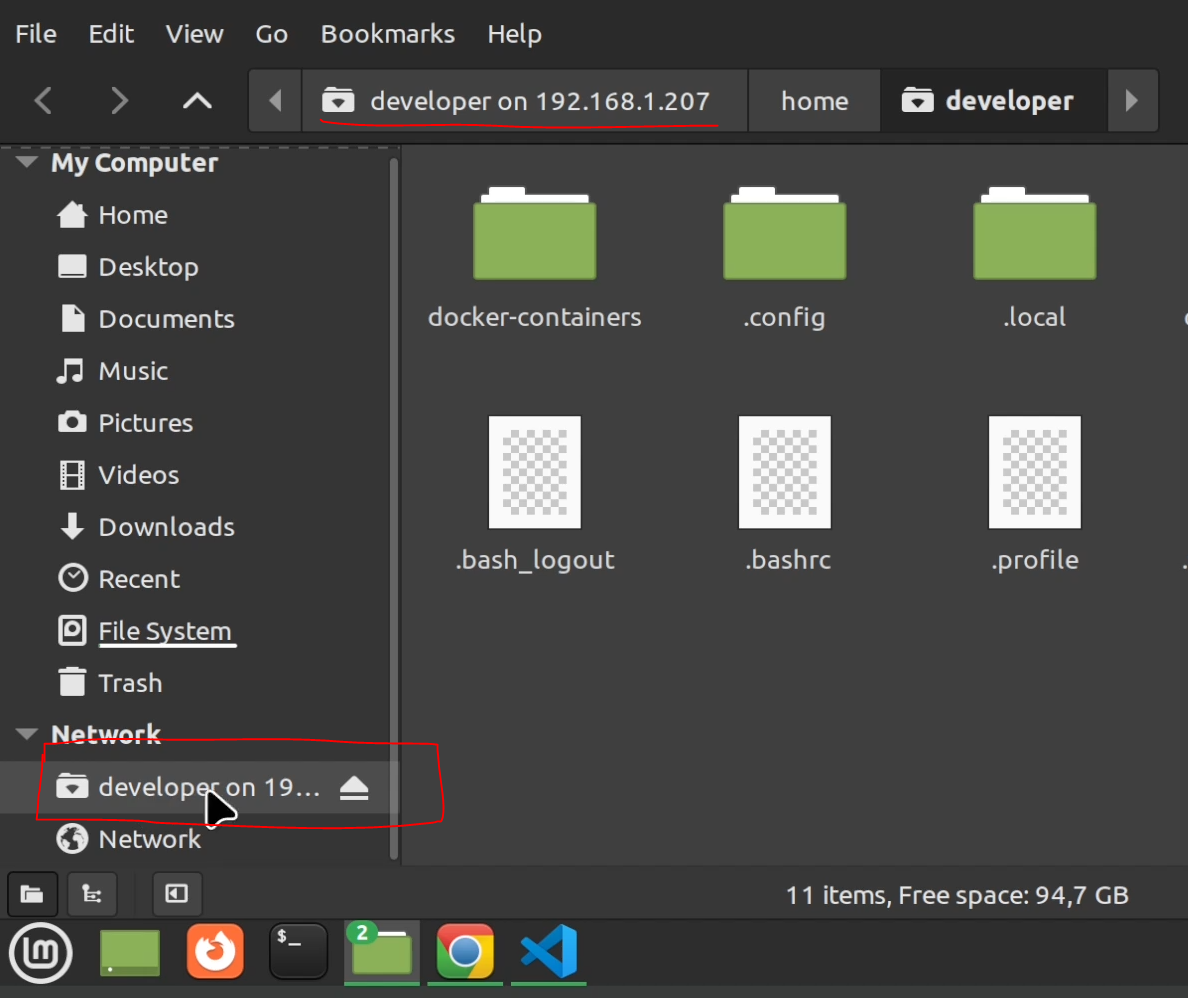 File Edit View Go Bookmarks Help
developer on 192.168.1.207 home developer
My Computer
Home
Desktop
Documents
Music
Pictures
Videos
Downloads
Recent
File System
Trash
Network
developer on 19...
Network
docker-containers .config .local
.bash_logout .bashrc .profile
11 items, Free space: 94,7 GB
$_
2